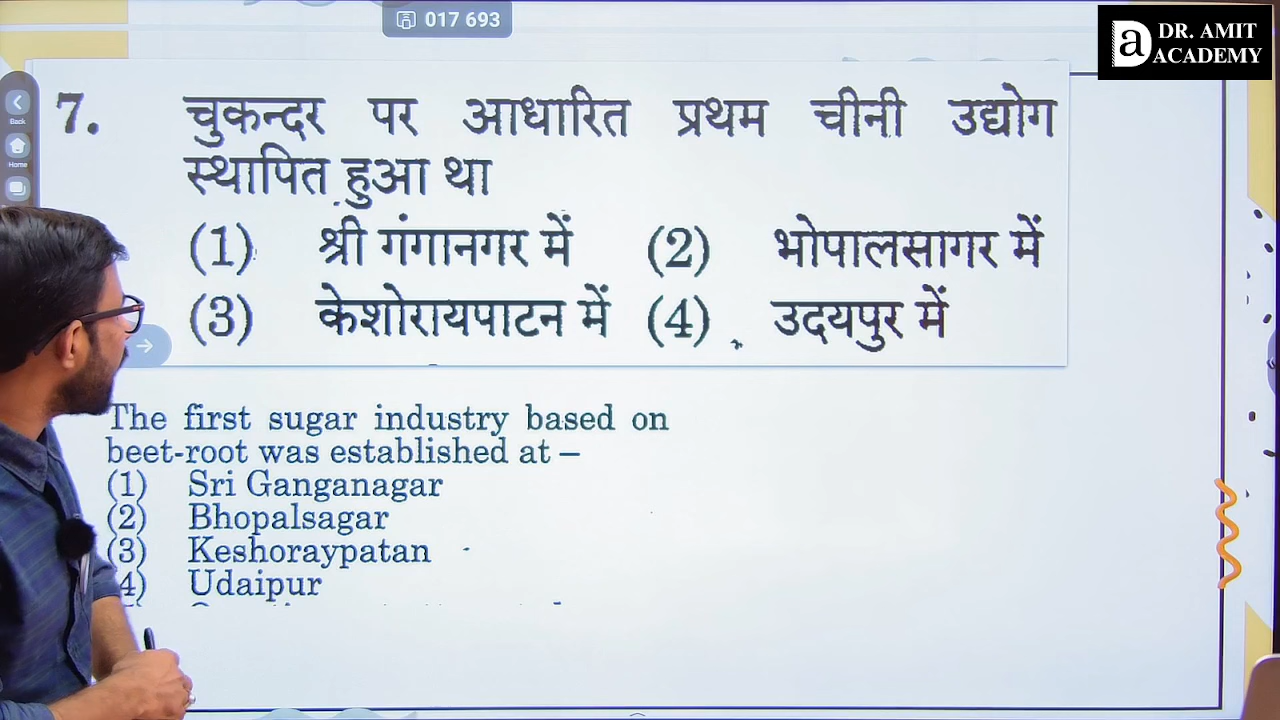 017 693
DR. AMIT
ACADEMY
Back
Home
7. चुकन्दर पर आधारित प्रथम चीनी उद्योग
स्थापित हुआ था
(1) श्री गंगानगर में (2) भोपालसागर में
(3) केशोरायपाटन में (4) उदयपुर में
The first sugar industry based on
beet-root was established at –
(1) Sri Ganganagar
(2) Bhopalsagar
(3) Keshoraypatan
4) Udaipur